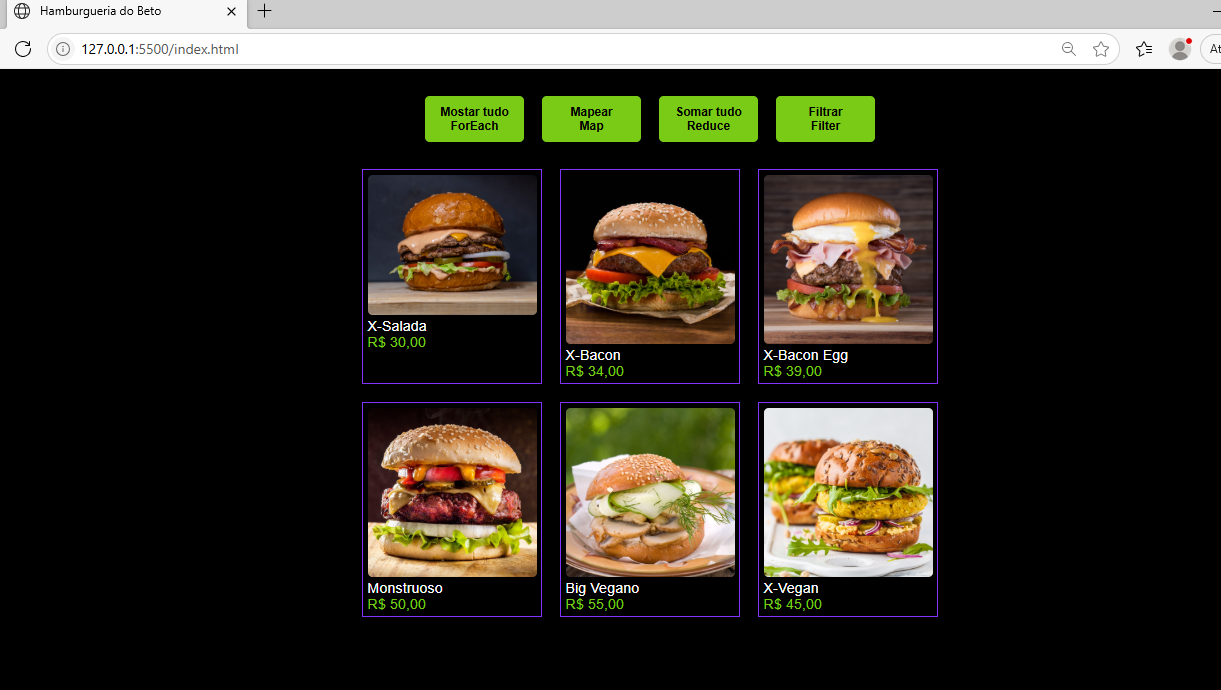 Hamburgueria do Beto
127.0.0.1:5500/index.html
At
Mostar tudo
ForEach
Mapear
Map
Somar tudo
Reduce
Filtrar
Filter
X-Salada
R$ 30,00
X-Bacon
R$ 34,00
X-Bacon Egg
R$ 39,00
Monstruoso
R$ 50,00
Big Vegano
R$ 55,00
X-Vegan
R$ 45,00